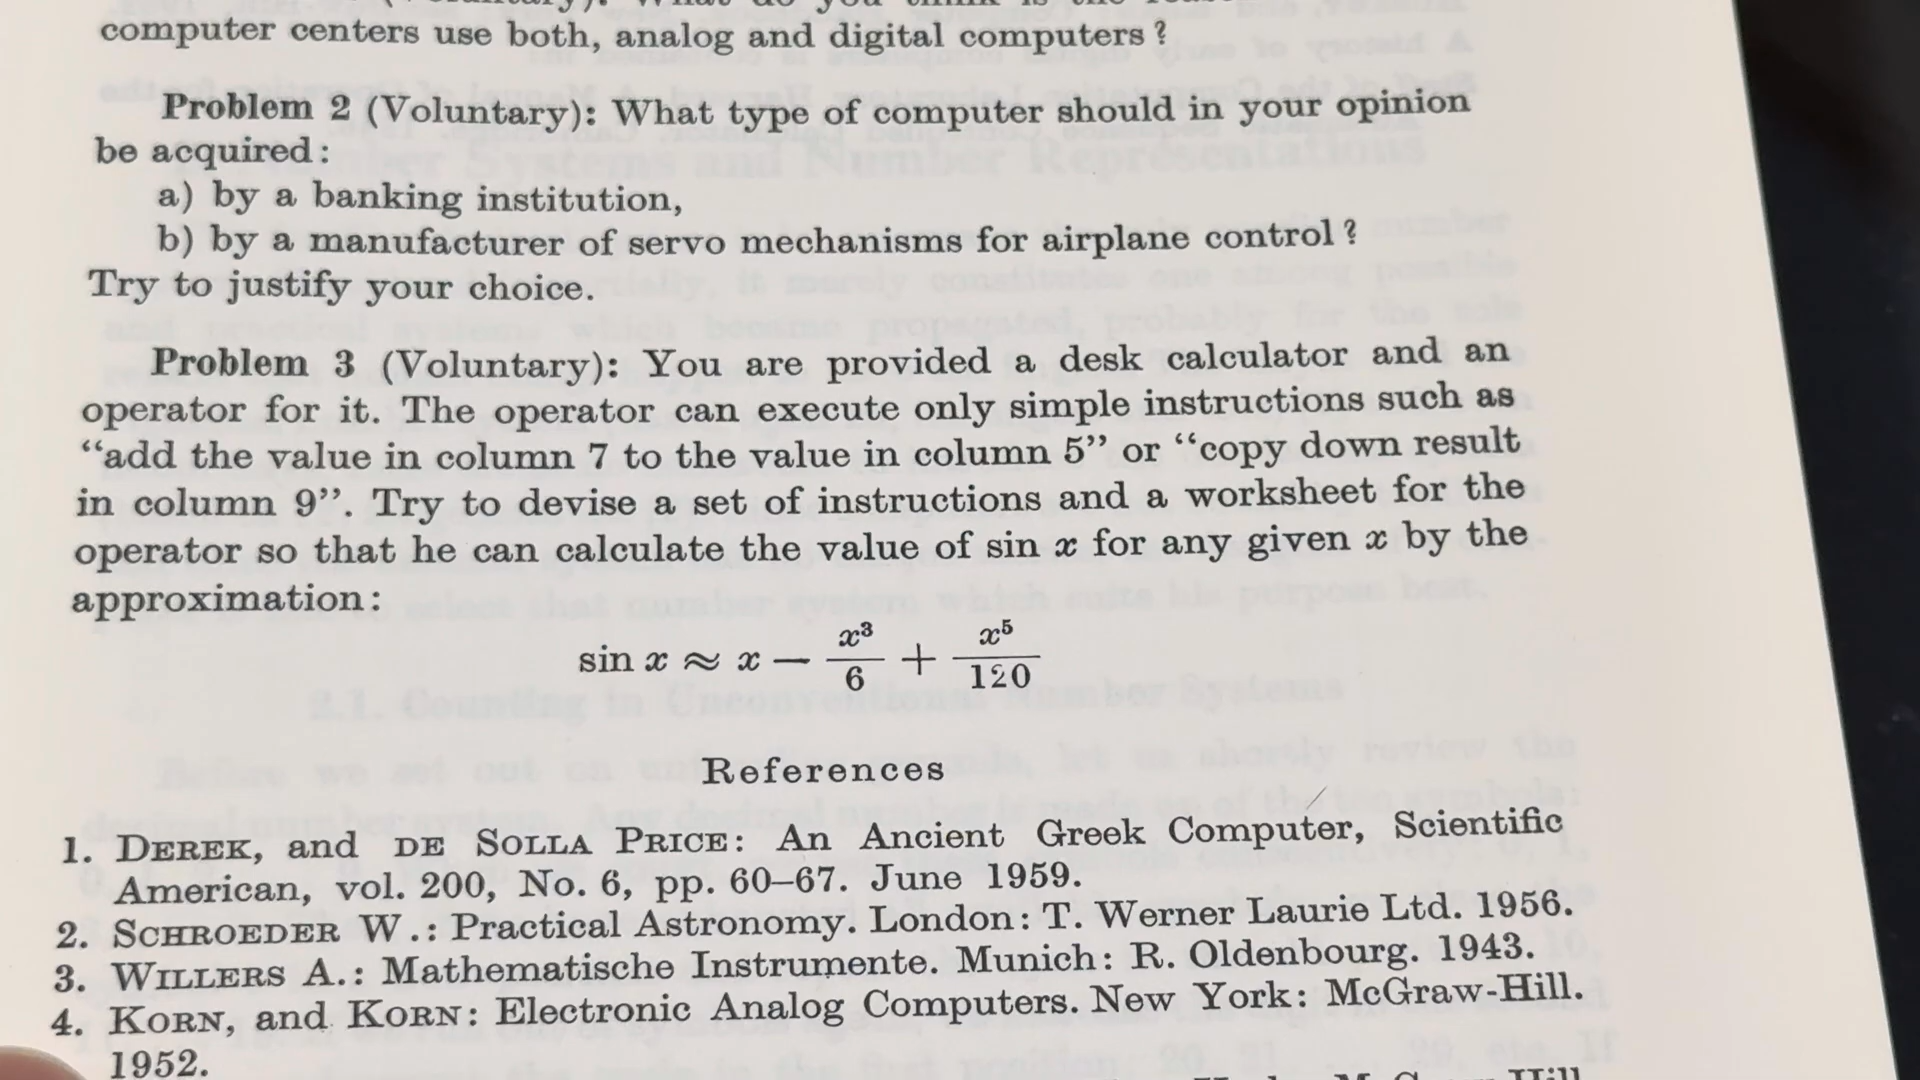 (Voluntary): What do you think is the
computer centers use both, analog and digital computers?
Problem 2 (Voluntary): What type of computer should in your opinion
be acquired:
a) by a banking institution,
b) by a manufacturer of servo mechanisms for airplane control?
Try to justify your choice.
Problem 3 (Voluntary): You are provided a desk calculator and an
operator for it. The operator can execute only simple instructions such as
“add the value in column 7 to the value in column 5” or “copy down result
in column 9”. Try to devise a set of instructions and a worksheet for the
operator so that he can calculate the value of sin x for any given x by the
approximation:
sin x ≈ x — x³/6 + x⁵/120
References
1. DEREK, and DE SOLLA PRICE: An Ancient Greek Computer, Scientific
American, vol. 200, No. 6, pp. 60–67. June 1959.
2. SCHROEDER W.: Practical Astronomy. London: T. Werner Laurie Ltd. 1956.
3. WILLERS A.: Mathematische Instrumente. Munich: R. Oldenbourg. 1943.
4. KORN, and KORN: Electronic Analog Computers. New York: McGraw-Hill.
1952.